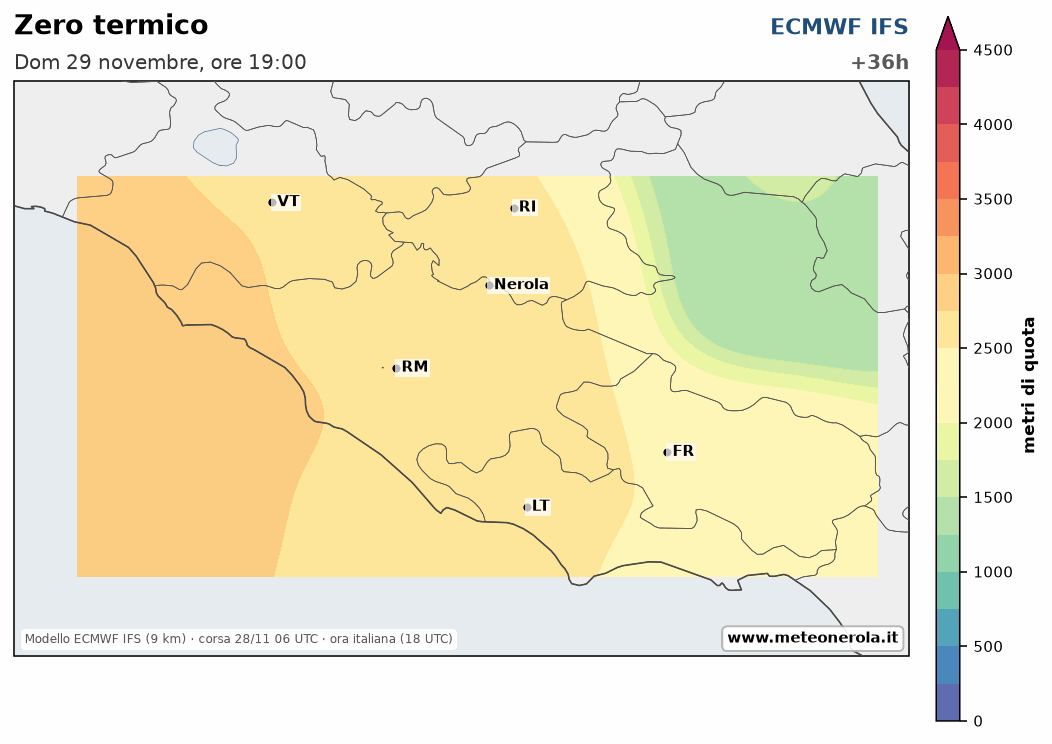 Zero termico
ECMWF IFS
Dom 29 novembre, ore 19:00
+36h
VT
RI
Nerola
RM
FR
LT
4500
4000
3500
3000
2500
2000
1500
1000
500
0
metri di quota
Modello ECMWF IFS (9 km) · corsa 28/11 06 UTC · ora italiana (18 UTC)
www.meteonerola.it